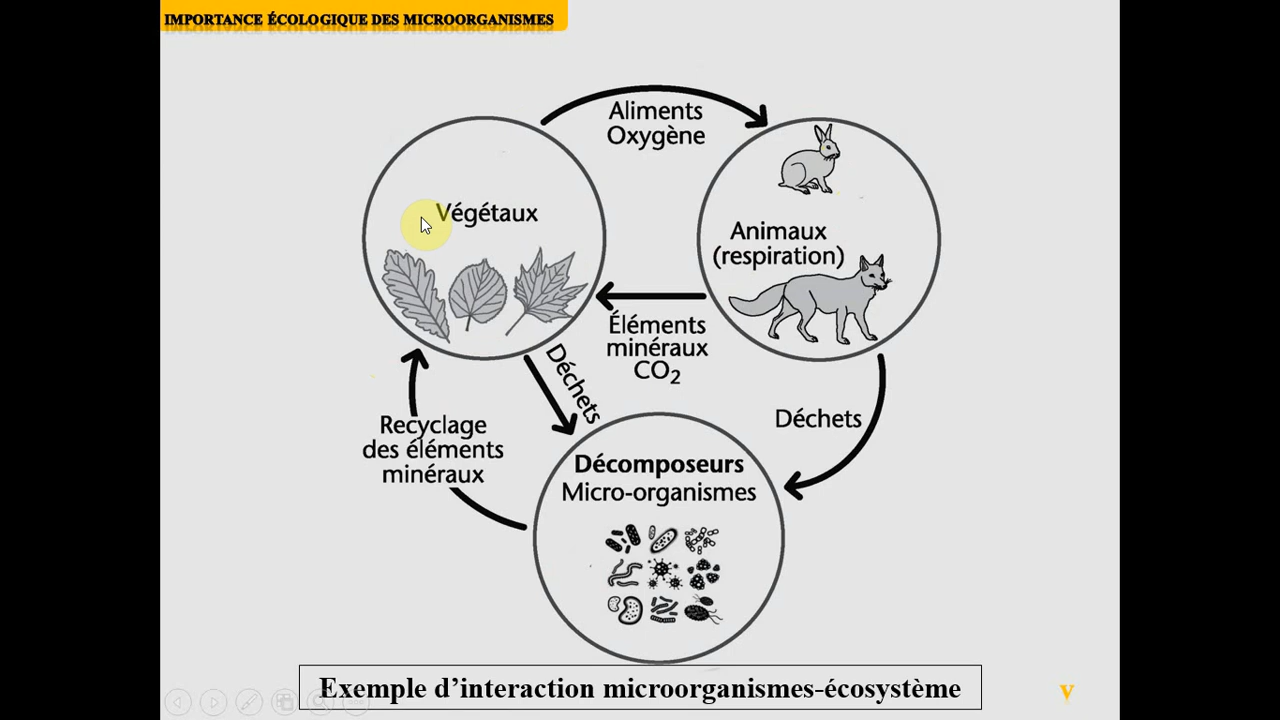 IMPORTANCE ÉCOLOGIQUE DES MICROORGANISMES
Aliments
Oxygène
Végétaux
Animaux
(respiration)
Éléments
minéraux
CO₂
Déchets
Déchets
Recyclage
des éléments
minéraux
Décomposeurs
Micro-organismes
Exemple d’interaction microorganismes-écosystème
V